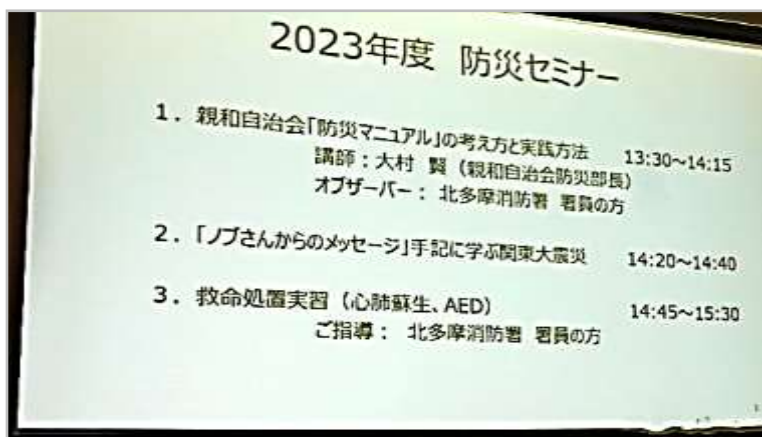 2023年度 防災セミナー
1. 親和自治会「防災マニュアル」の考え方と実践方法 13:30~14:15
講師:大村 賢(親和自治会防災部長)
オブザーバー: 北多摩消防署 署員の方
2. 「ノブさんからのメッセージ」手記に学ぶ関東大震災 14:20~14:40
3. 救命処置実習(心肺蘇生、AED) 14:45~15:30
ご指導: 北多摩消防署 署員の方